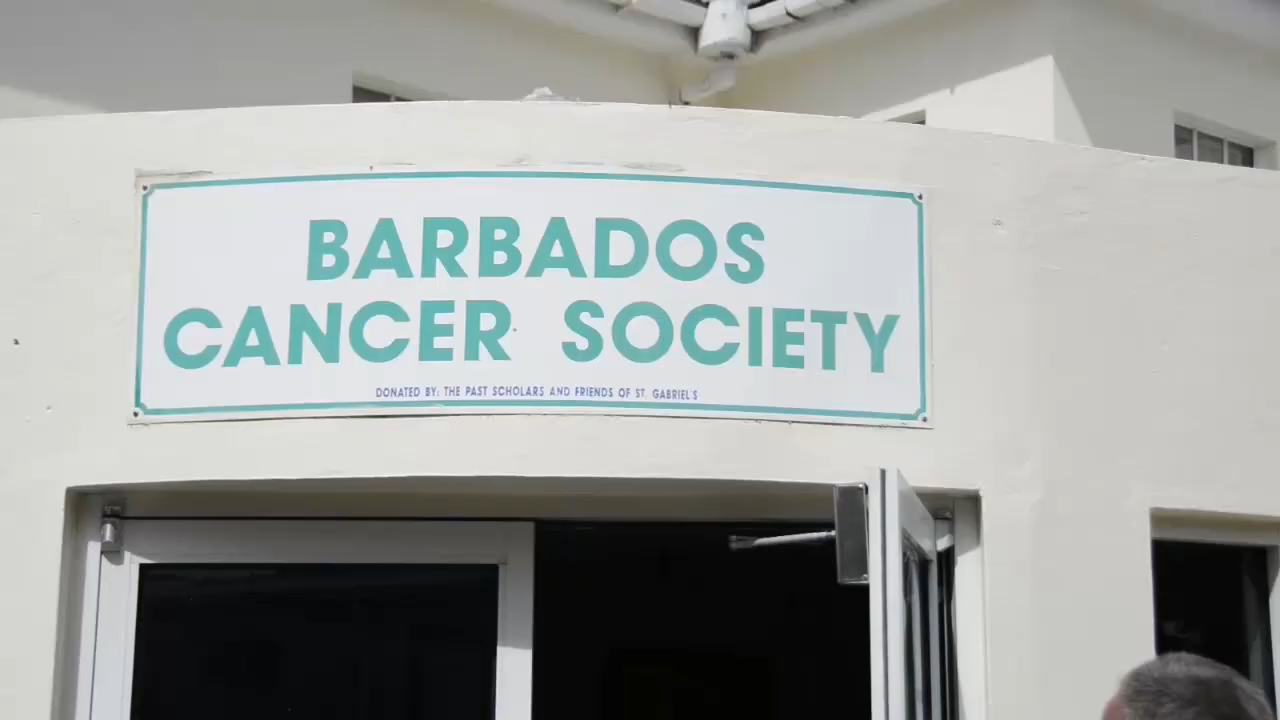 BARBADOS
CANCER SOCIETY
DONATED BY: THE PAST SCHOLARS AND FRIENDS OF ST. GABRIEL'S